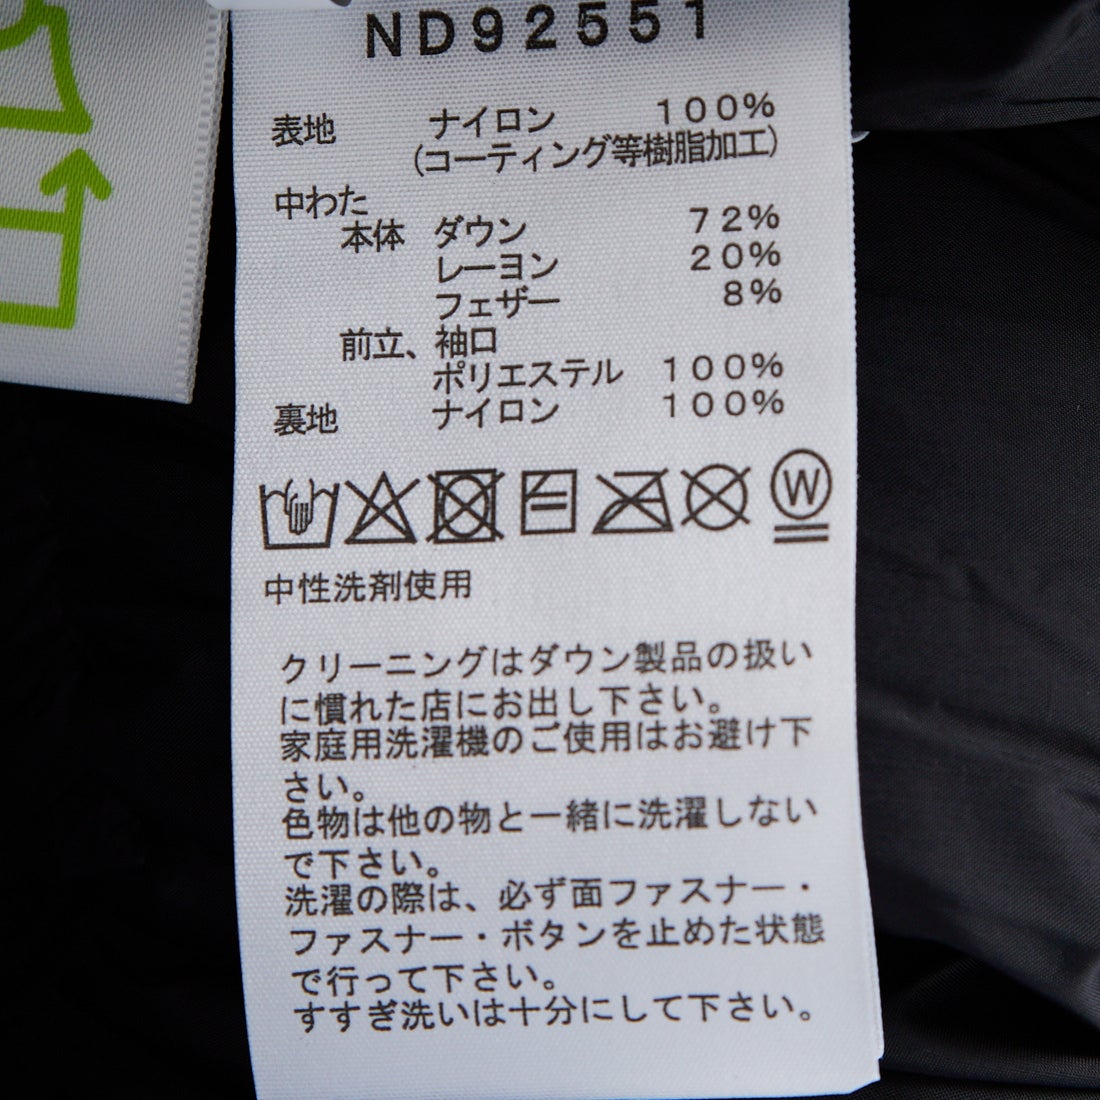 ND92551
表地 ナイロン 100%
(コーティング等樹脂加工)
中わた
本体 ダウン 72%
レーヨン 20%
フェザー 8%
前立、袖口
ポリエステル 100%
裏地 ナイロン 100%
W
中性洗剤使用
クリーニングはダウン製品の扱い
に慣れた店にお出し下さい。
家庭用洗濯機のご使用はお避け下
さい。
色物は他の物と一緒に洗濯しない
で下さい。
洗濯の際は、必ず面ファスナー・
ファスナー・ボタンを止めた状態
で行って下さい。
すすぎ洗いは十分にして下さい。